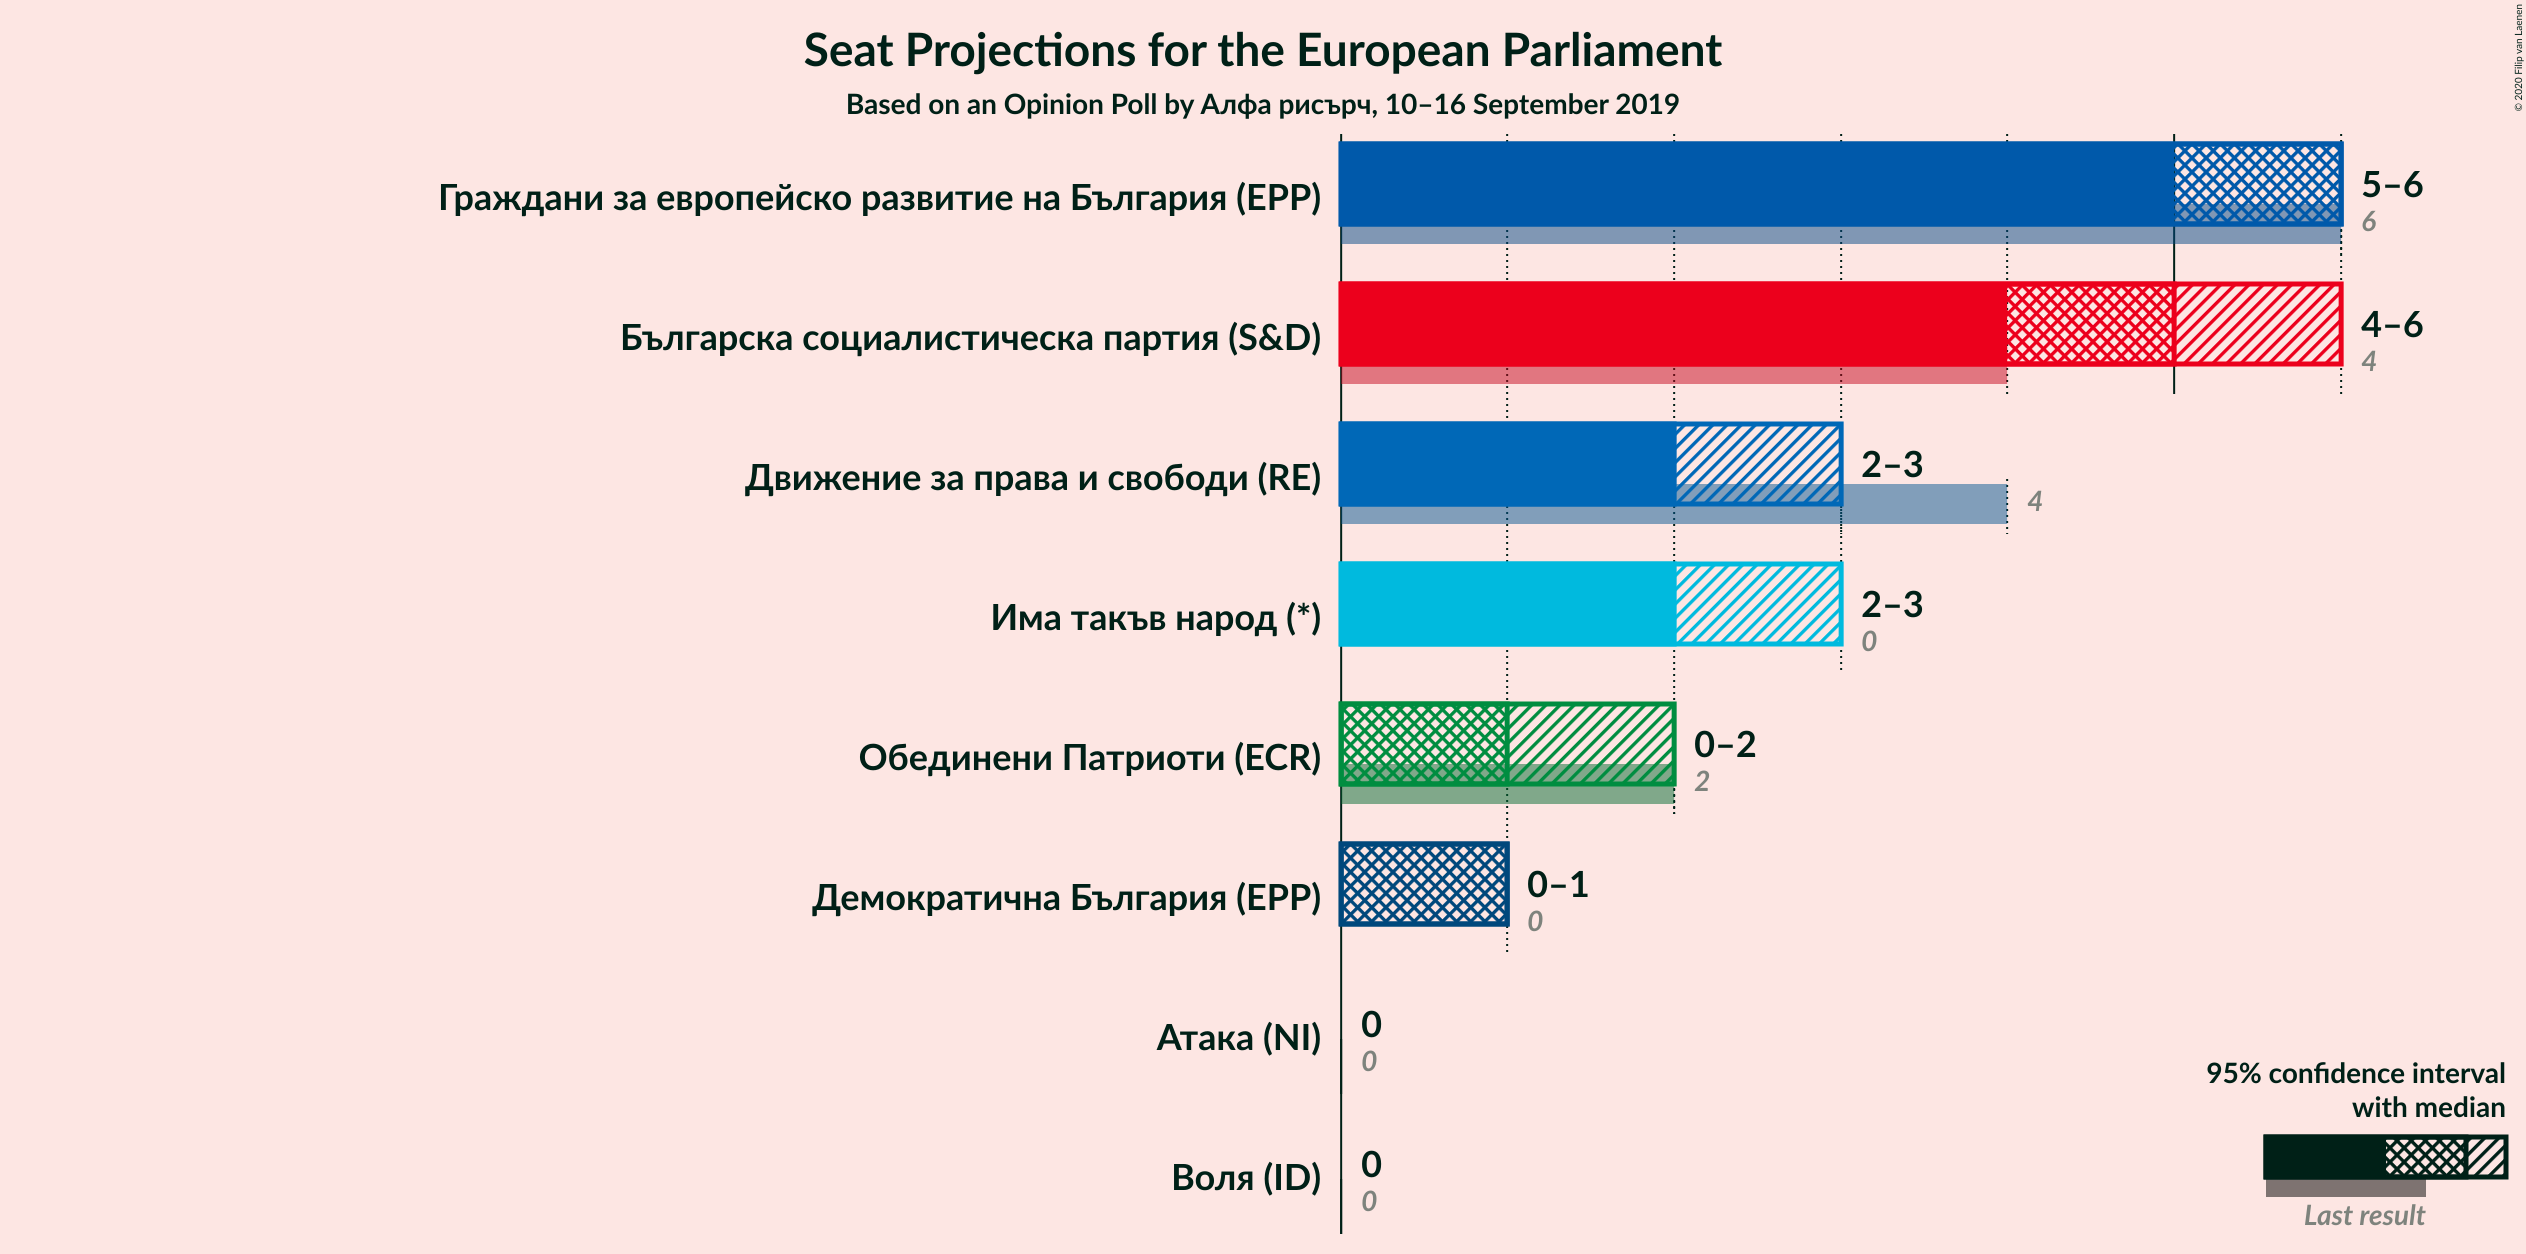 Seat Projections for the European Parliament
Based on an Opinion Poll by Алфа рисърч, 10–16 September 2019
© 2020 Filip van Laenen
Граждани за европейско развитие на България (EPP)
5–6
6
Българска социалистическа партия (S&D)
4–6
4
Движение за права и свободи (RE)
2–3
4
Има такъв народ (*)
2–3
0
Обединени Патриоти (ECR)
0–2
2
Демократична България (EPP)
0–1
0
Атака (NI)
0
0
Воля (ID)
0
0
95% confidence interval
with median
Last result